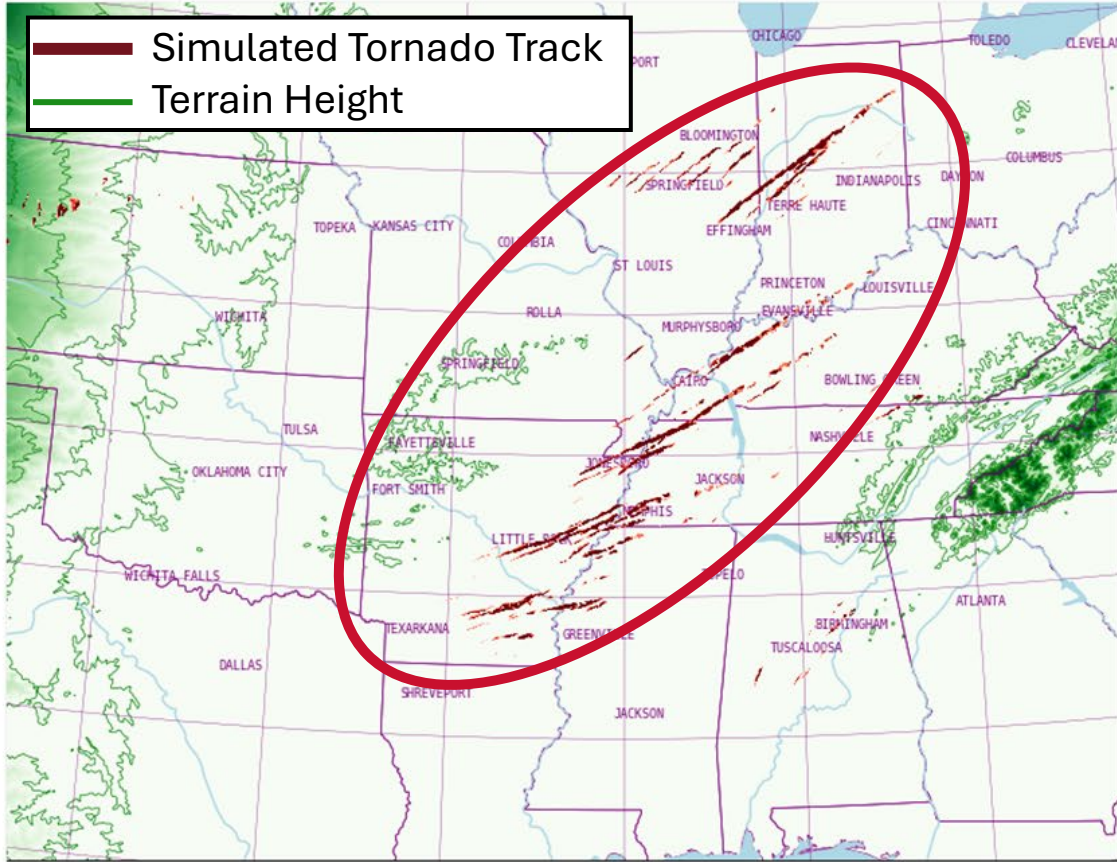 Simulated Tornado Track
Terrain Height
CHICAGO
TOLEDO
CLEVELAN
PORT
BLOOMINGTON
COLUMBUS
SPRINGFIELD
INDIANAPOLIS
DAYTON
TERRE HAUTE
TOPEKA
KANSAS CITY
COLUMBIA
EFFINGHAM
CINCINNATI
ST LOUIS
PRINCETON
LOUISVILLE
WICHITA
ROLLA
EVANSVILLE
MURPHYSBORO
SPRINGFIELD
CAIRO
BOWLING GREEN
TULSA
FAYETTEVILLE
NASHVILLE
JONESBORO
OKLAHOMA CITY
FORT SMITH
JACKSON
MEMPHIS
LITTLE ROCK
HUNTSVILLE
WICHITA FALLS
TUPELO
ATLANTA
TEXARKANA
GREENVILLE
BIRMINGHAM
TUSCALOOSA
DALLAS
SHREVEPORT
JACKSON